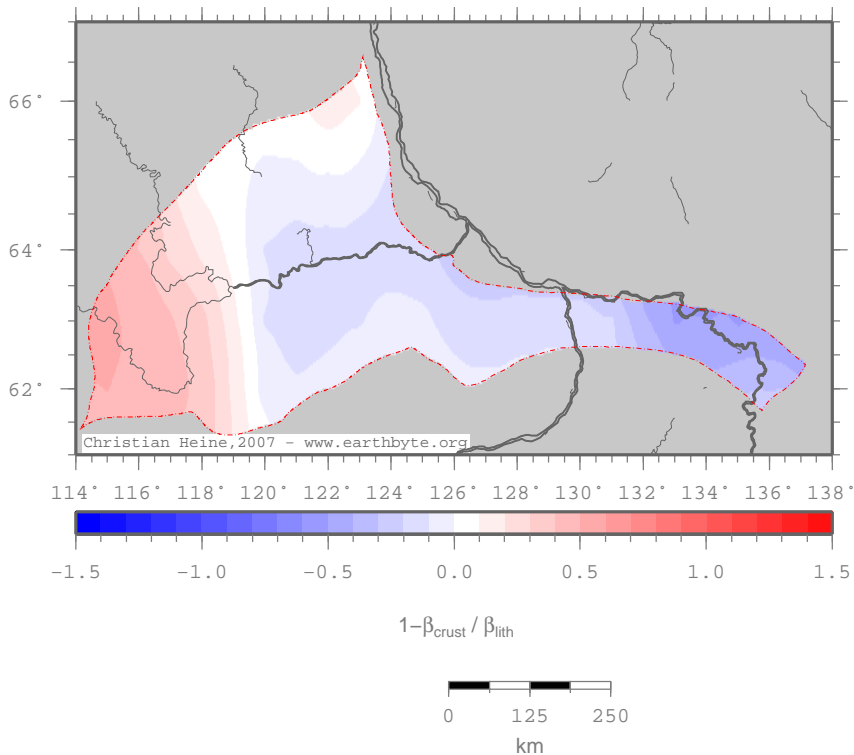 66°
64°
62°
Christian Heine,2007 - www.earthbyte.org
114° 116° 118° 120° 122° 124° 126° 128° 130° 132° 134° 136° 138°
-1.5 -1.0 -0.5 0.0 0.5 1.0 1.5
1-βcrust / βlith
0 125 250
km